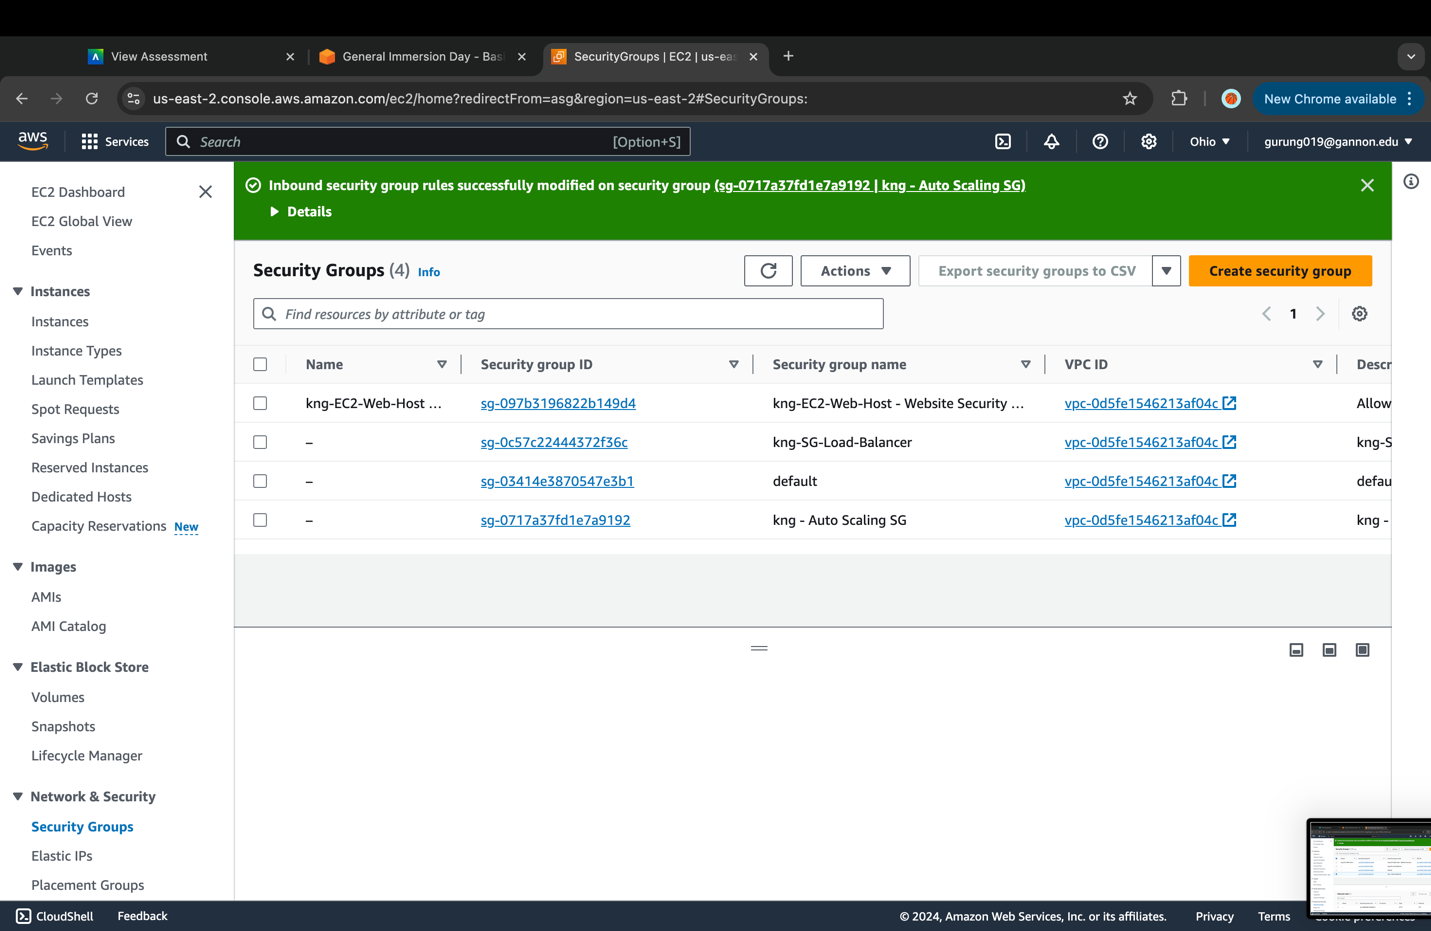 View Assessment
General Immersion Day - Bas
SecurityGroups | EC2 | us-eas
us-east-2.console.aws.amazon.com/ec2/home?redirectFrom=asg&region=us-east-2#SecurityGroups:
New Chrome available
aws
Services
Search
[Option+S]
Ohio
gurung019@gannon.edu
EC2 Dashboard
EC2 Global View
Events
Instances
Instances
Instance Types
Launch Templates
Spot Requests
Savings Plans
Reserved Instances
Dedicated Hosts
Capacity Reservations New
Images
AMIs
AMI Catalog
Elastic Block Store
Volumes
Snapshots
Lifecycle Manager
Network & Security
Security Groups
Elastic IPs
Placement Groups
Inbound security group rules successfully modified on security group (sg-0717a37fd1e7a9192 | kng - Auto Scaling SG)
Details
Security Groups (4) Info
Actions
Export security groups to CSV
Create security group
Find resources by attribute or tag
1
Name Security group ID Security group name VPC ID Descr
kng-EC2-Web-Host ... sg-097b3196822b149d4 kng-EC2-Web-Host - Website Security ... vpc-0d5fe1546213af04c Allow
– sg-0c57c22444372f36c kng-SG-Load-Balancer vpc-0d5fe1546213af04c kng-S
– sg-03414e3870547e3b1 default vpc-0d5fe1546213af04c defau
– sg-0717a37fd1e7a9192 kng - Auto Scaling SG vpc-0d5fe1546213af04c kng -
CloudShell
Feedback
© 2024, Amazon Web Services, Inc. or its affiliates.
Privacy
Terms
Cookie preferences